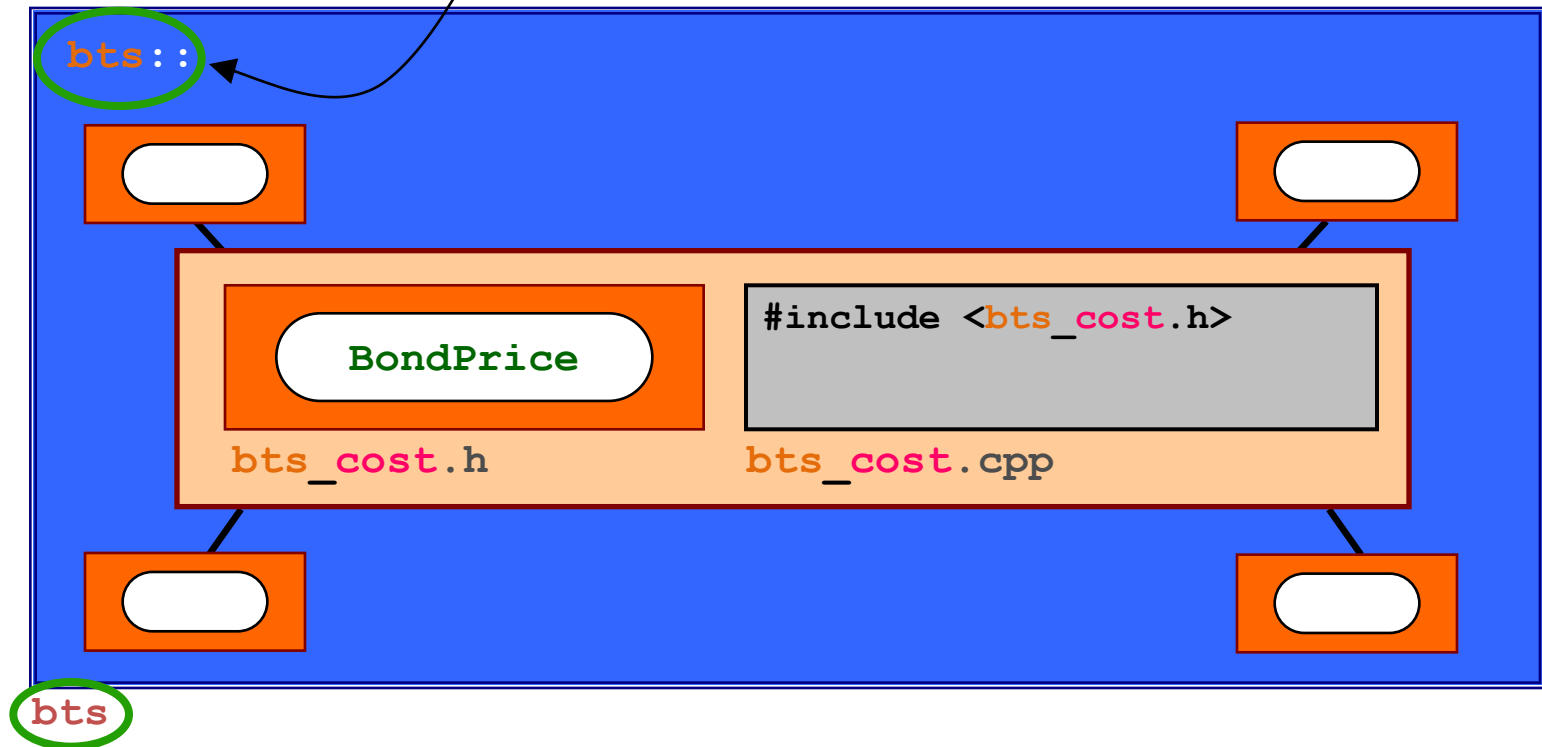 bts::
BondPrice
#include <bts_cost.h>
bts_cost.h
bts_cost.cpp
bts